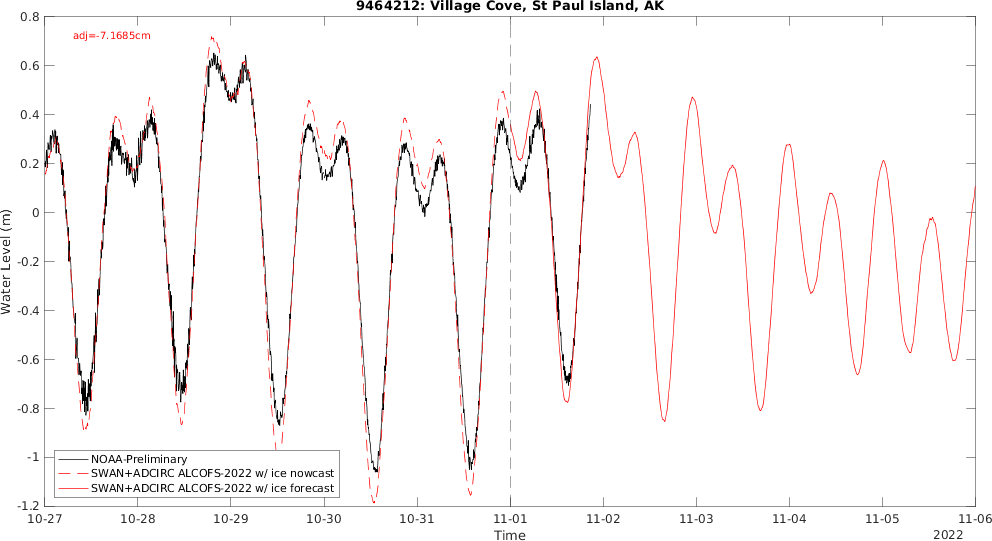 9464212: Village Cove, St Paul Island, AK
adj=-7.1685cm
0.8
0.6
0.4
0.2
0
-0.2
-0.4
-0.6
-0.8
-1
-1.2
Water Level (m)
NOAA-Preliminary
SWAN+ADCIRC ALCOFS-2022 w/ ice nowcast
SWAN+ADCIRC ALCOFS-2022 w/ ice forecast
10-27 10-28 10-29 10-30 10-31 11-01 11-02 11-03 11-04 11-05 11-06
Time
2022